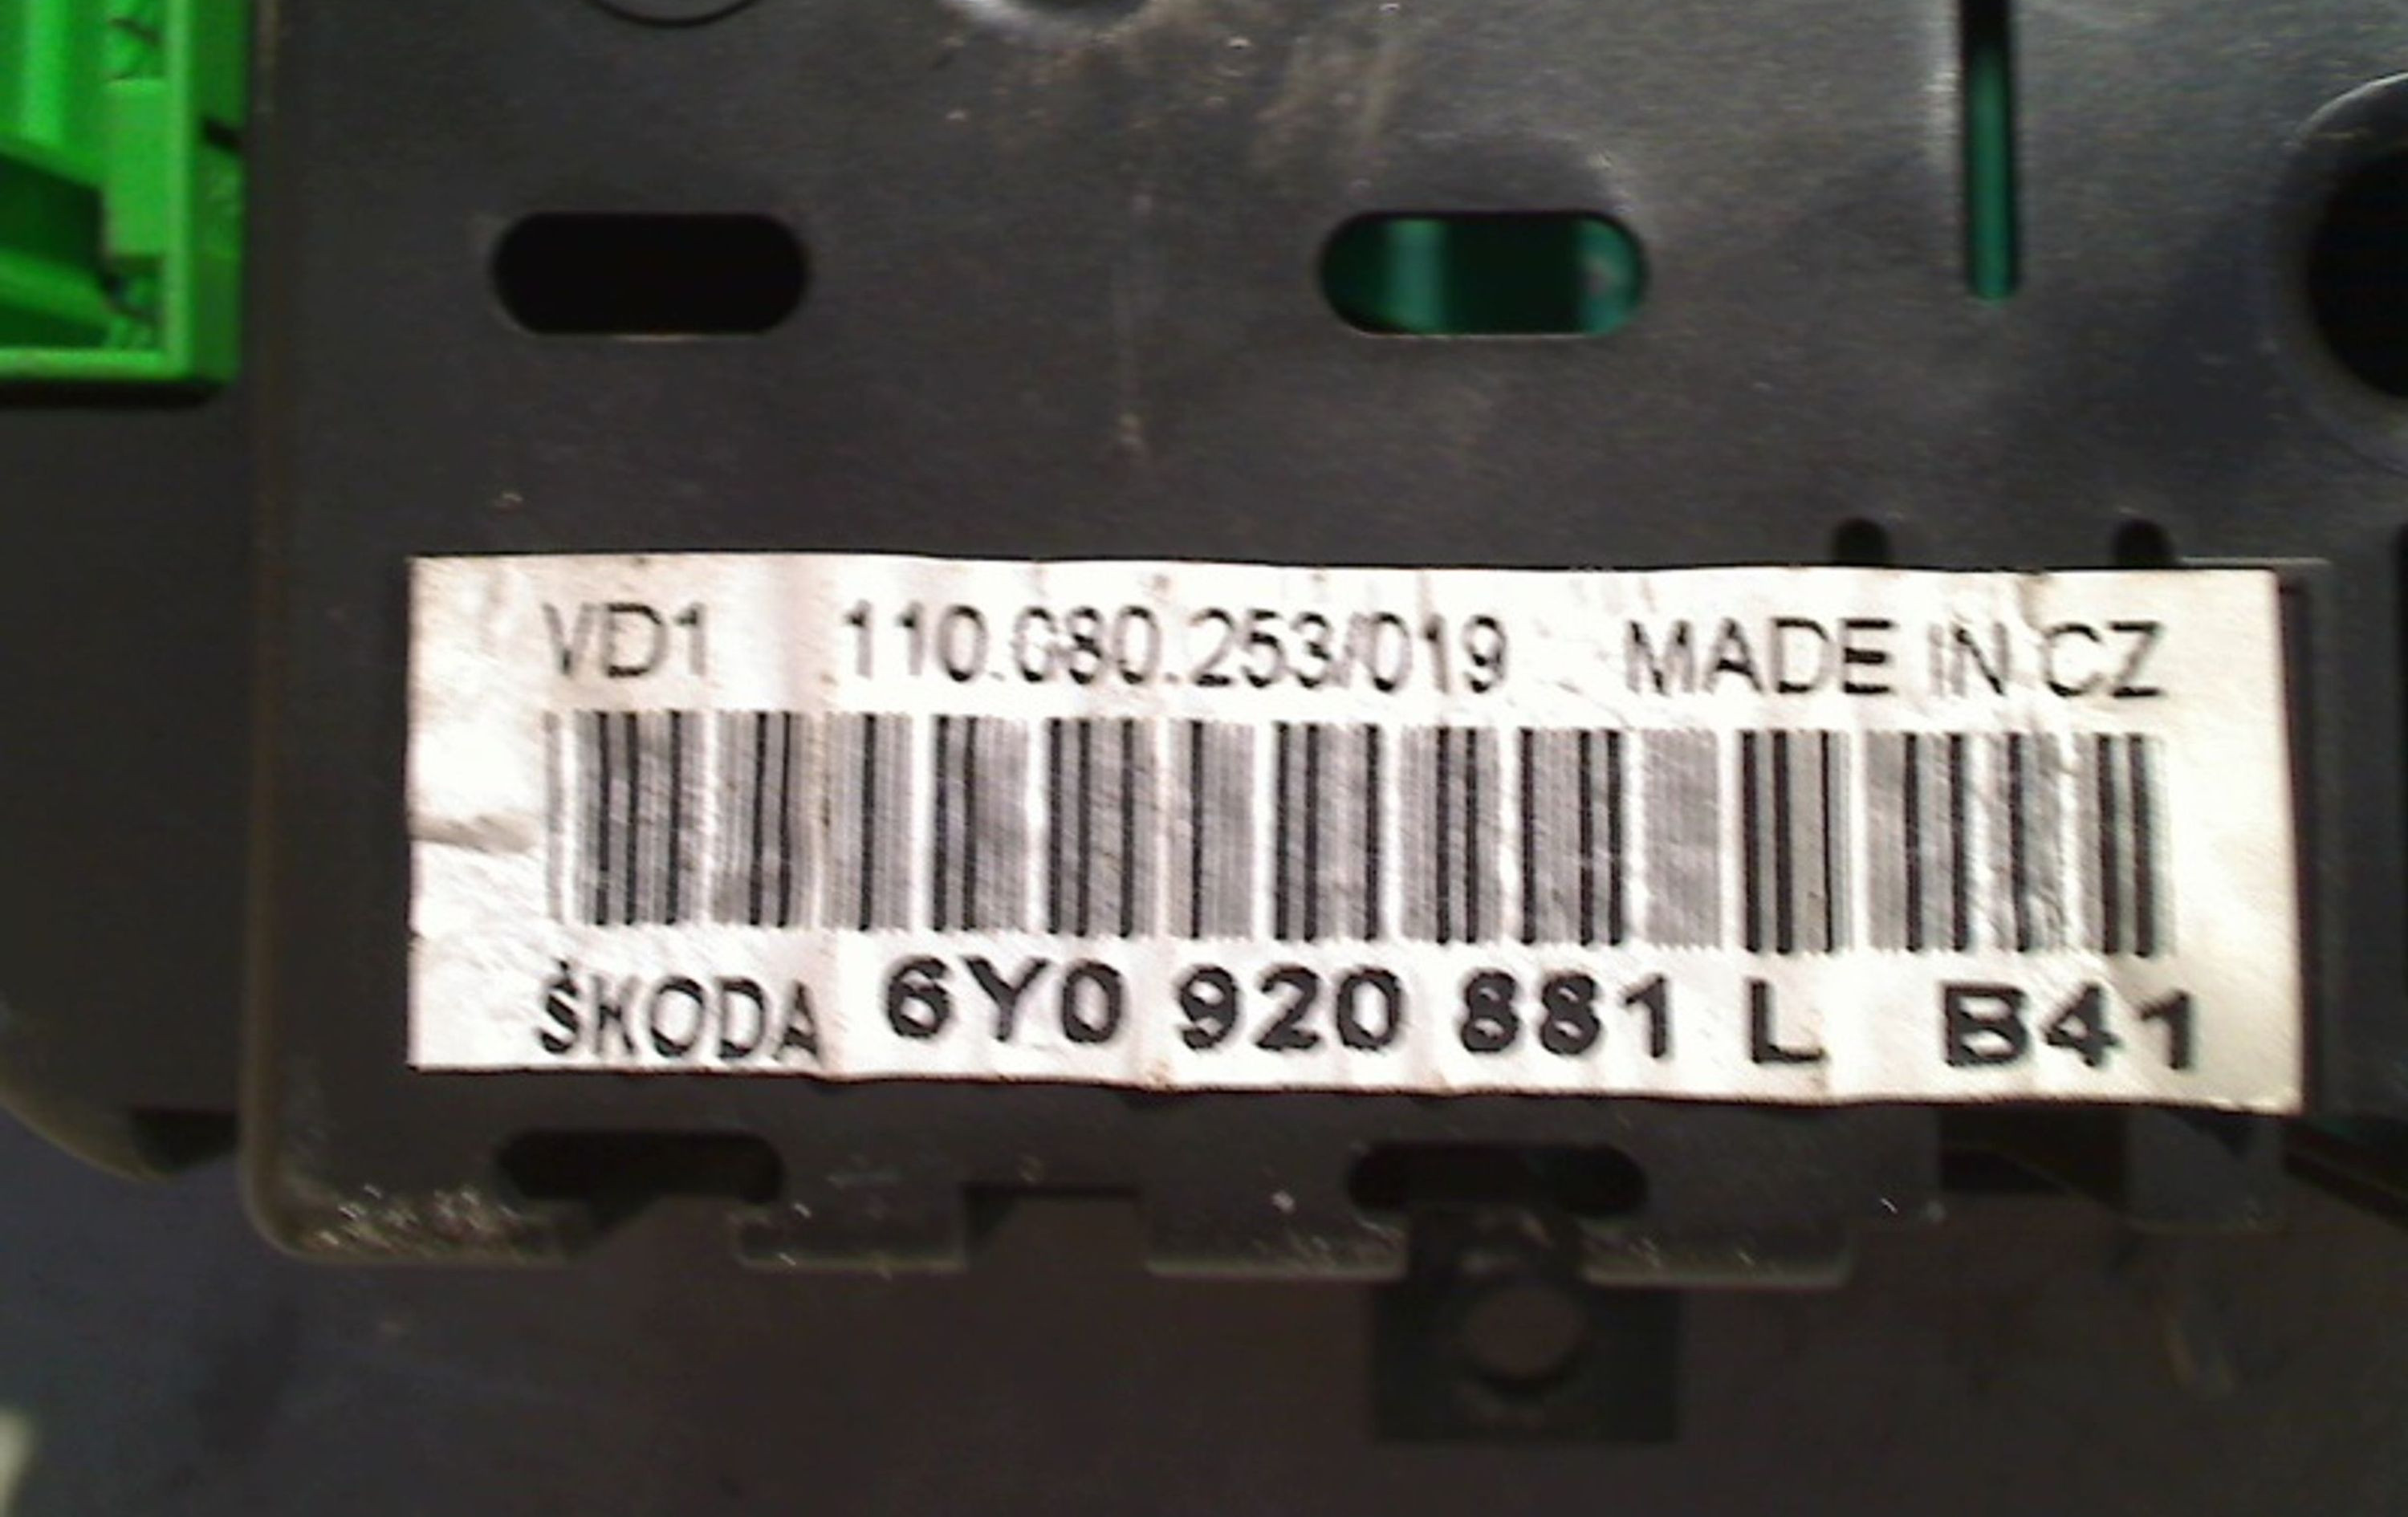 VD1 110.080.253/019 MADE IN CZ
ŠKODA 6Y0 920 881 L B41